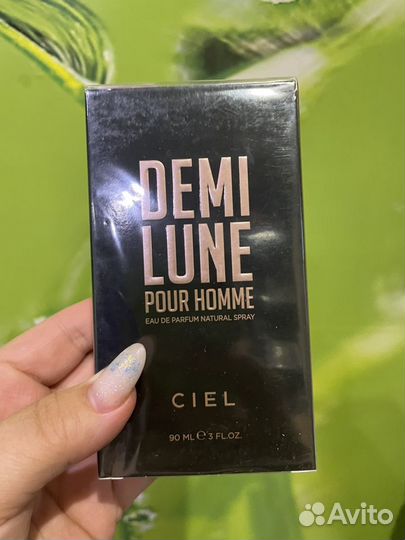 DEMI
LUNE
POUR HOMME
EAU DE PARFUM NATURAL SPRAY
CIEL
90 ML ℮ 3 FL.OZ.
Avito